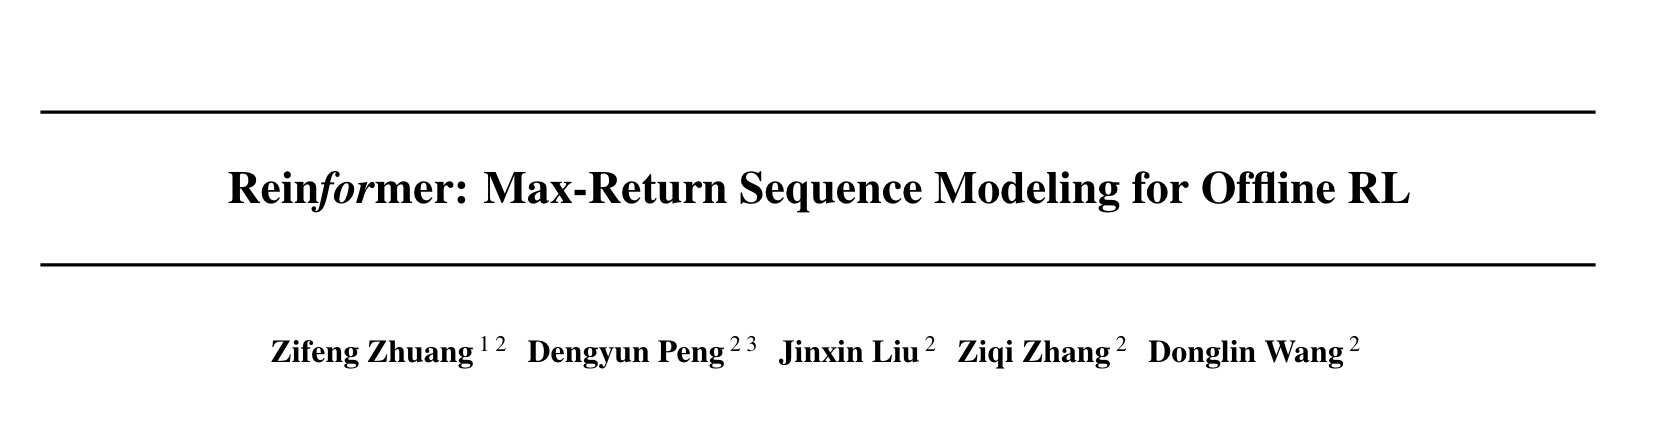 Reinformer: Max-Return Sequence Modeling for Offline RL
Zifeng Zhuang 1 2 Dengyun Peng 2 3 Jinxin Liu 2 Ziqi Zhang 2 Donglin Wang 2